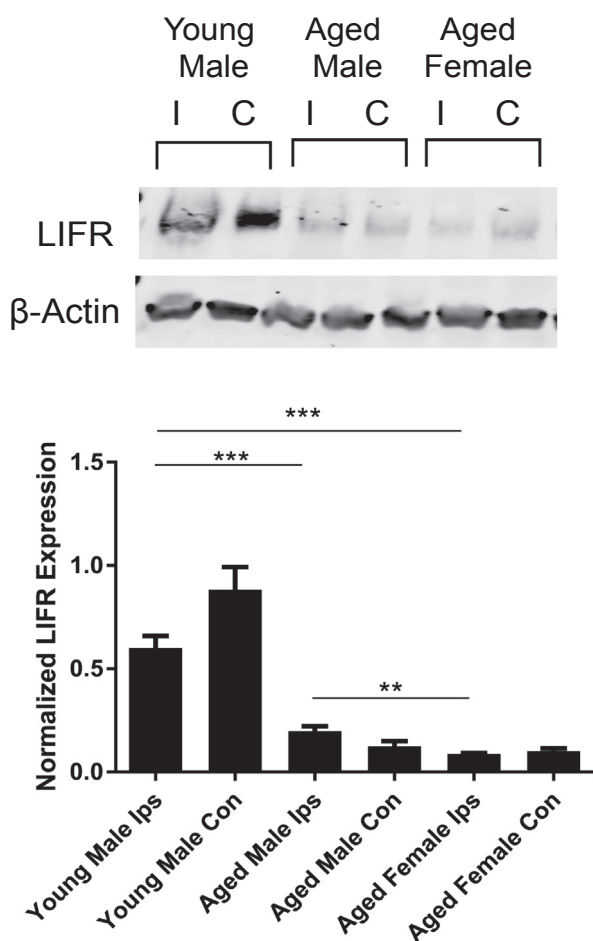 Young Male
Aged Male
Aged Female
I C I C I C
LIFR
β-Actin
***
***
**
Normalized LIFR Expression
1.5
1.0
0.5
0.0
Young Male Ips
Young Male Con
Aged Male Ips
Aged Male Con
Aged Female Ips
Aged Female Con